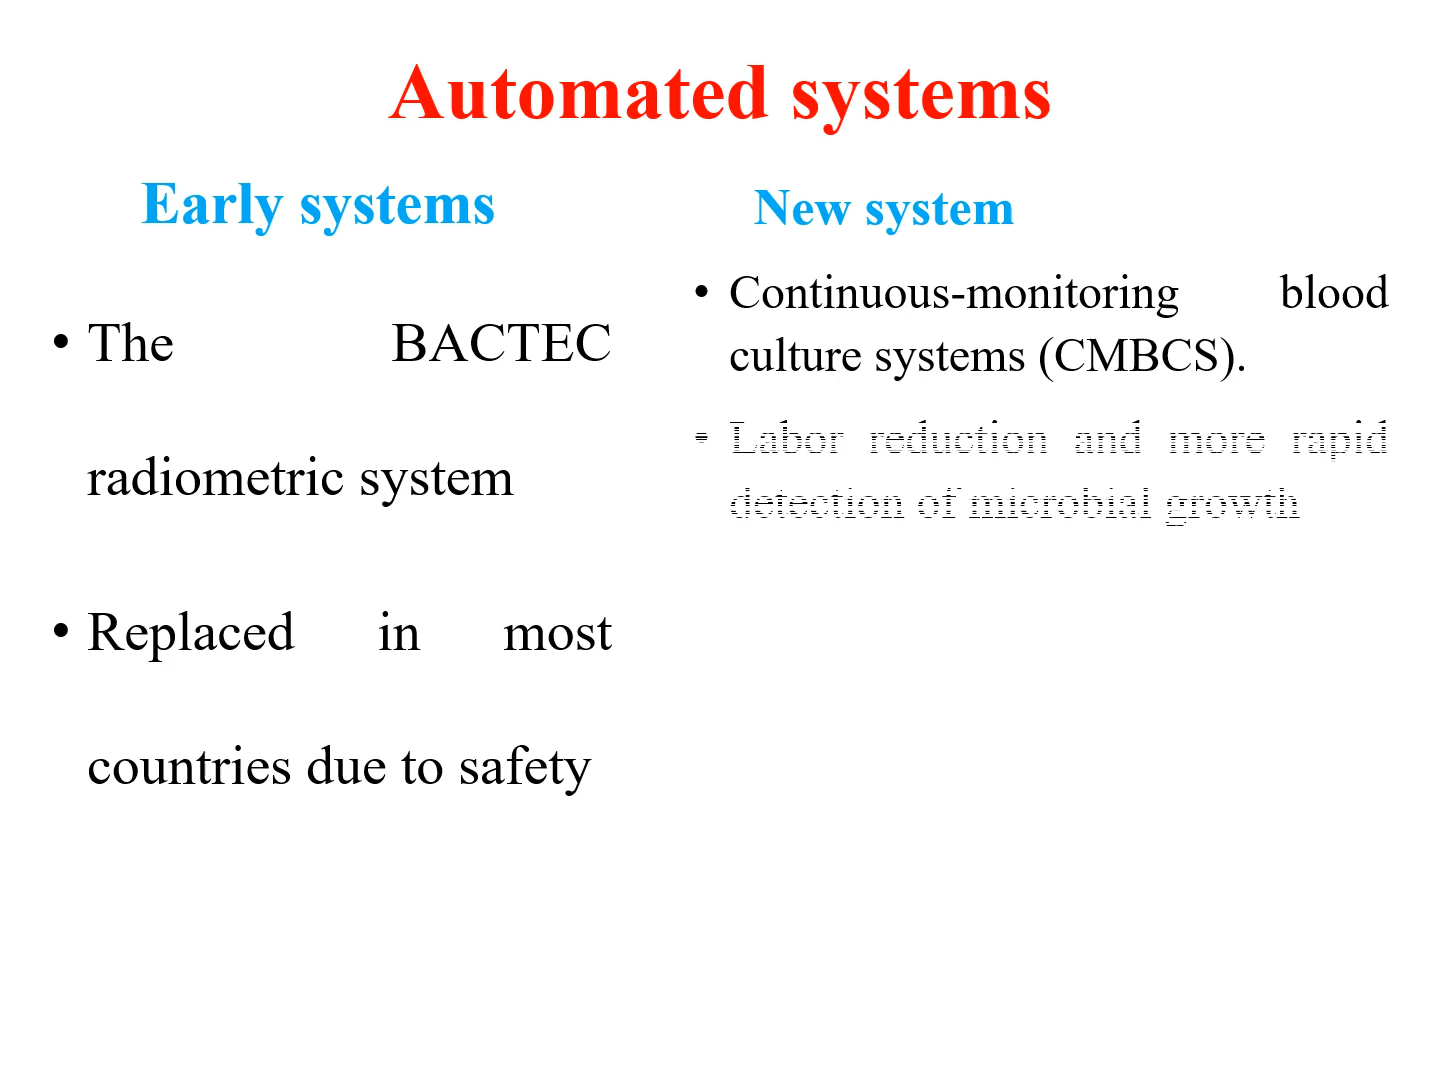 Automated systems
Early systems
• The BACTEC
radiometric system
• Replaced in most
countries due to safety
New system
• Continuous-monitoring blood
culture systems (CMBCS).
• Labor reduction and more rapid
detection of microbial growth